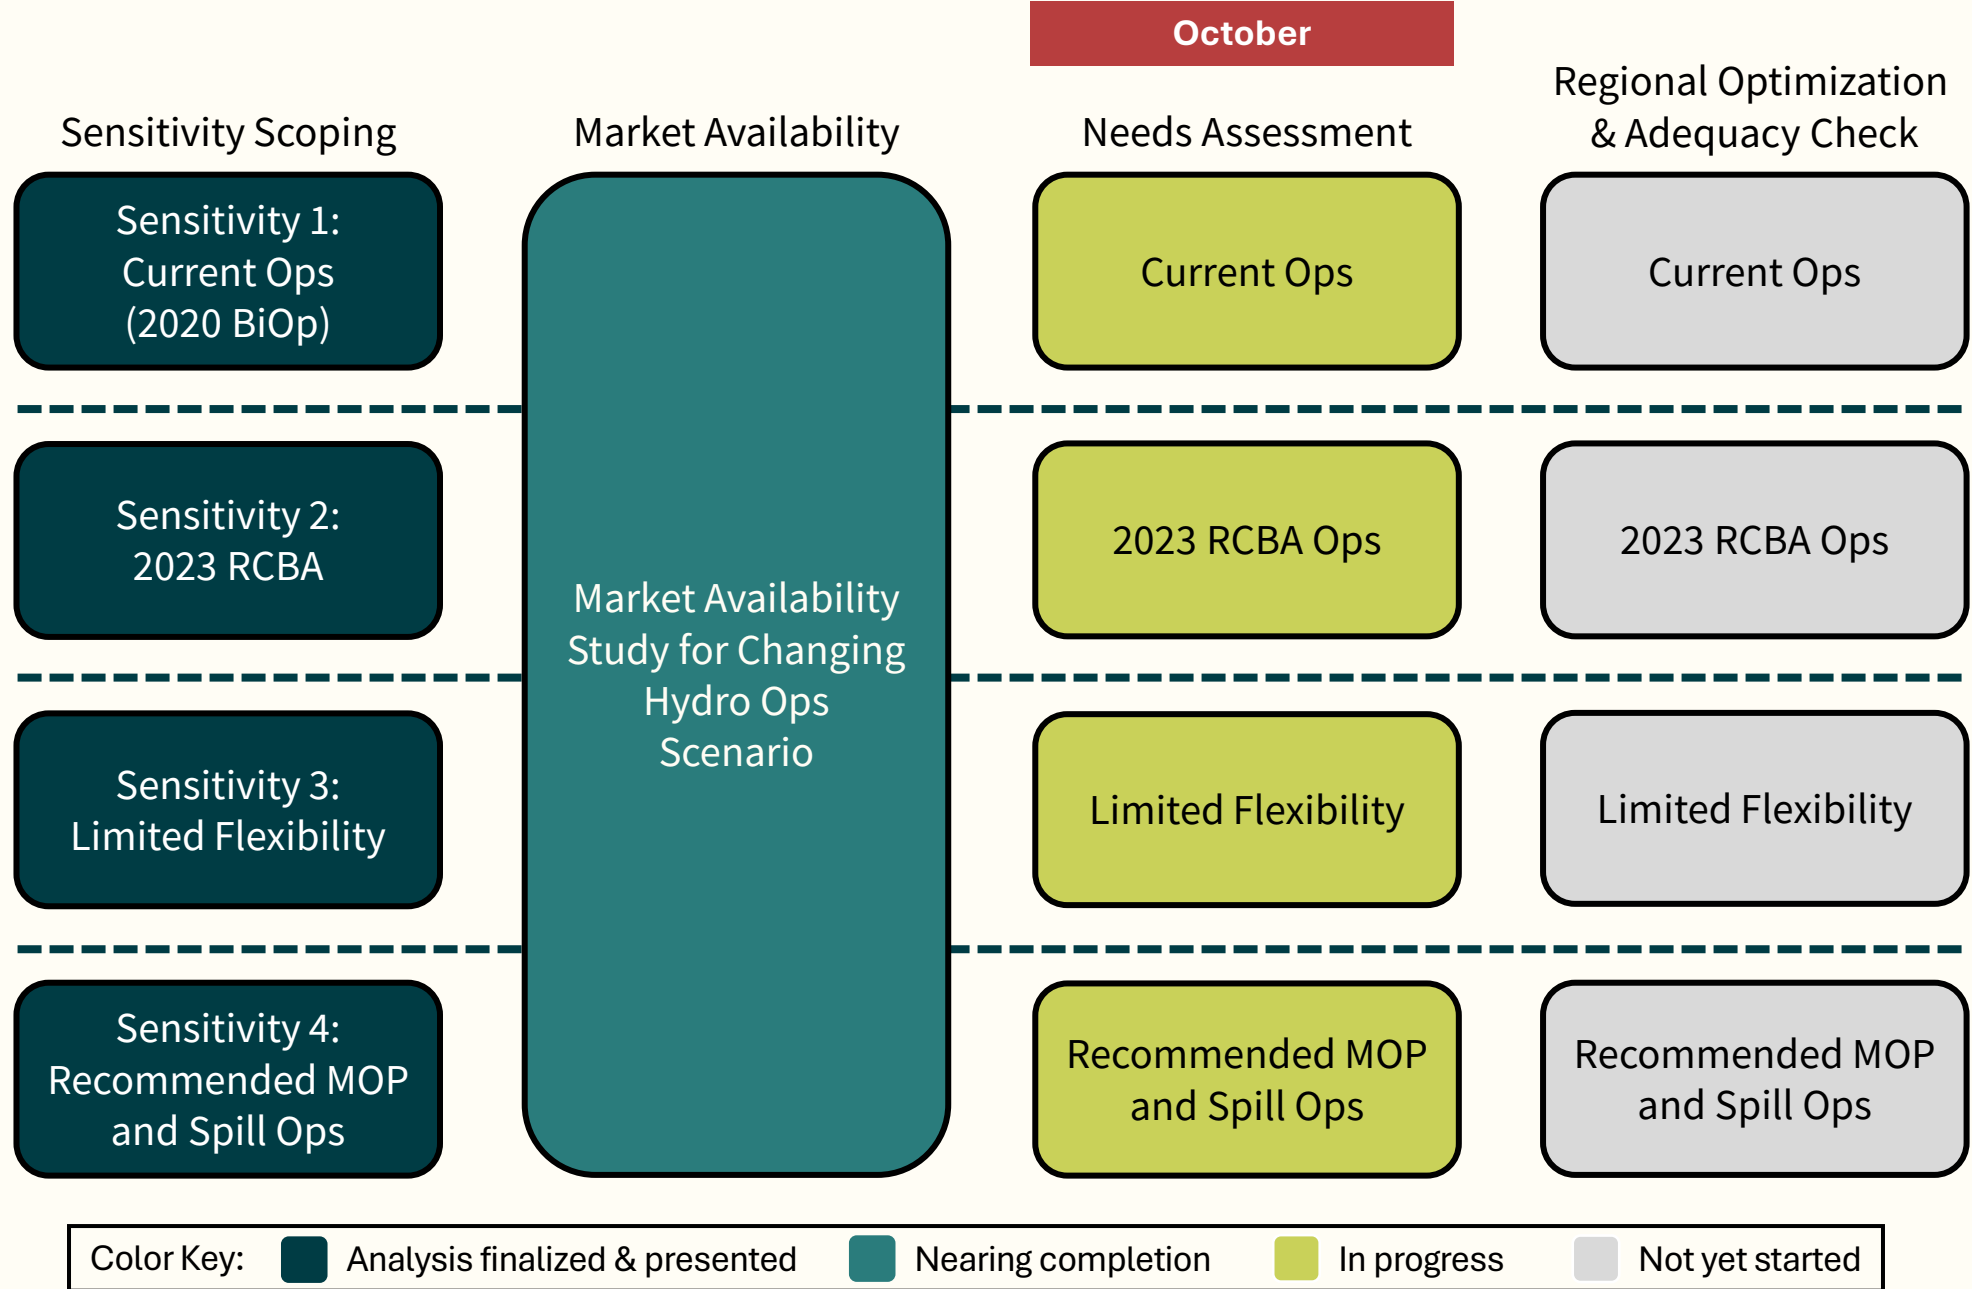 October
Sensitivity Scoping
Market Availability
Needs Assessment
Regional Optimization
& Adequacy Check
Sensitivity 1:
Current Ops
(2020 BiOp)
Sensitivity 2:
2023 RCBA
Sensitivity 3:
Limited Flexibility
Sensitivity 4:
Recommended MOP
and Spill Ops
Market Availability
Study for Changing
Hydro Ops
Scenario
Current Ops
2023 RCBA Ops
Limited Flexibility
Recommended MOP
and Spill Ops
Current Ops
2023 RCBA Ops
Limited Flexibility
Recommended MOP
and Spill Ops
Color Key: Analysis finalized & presented Nearing completion In progress Not yet started